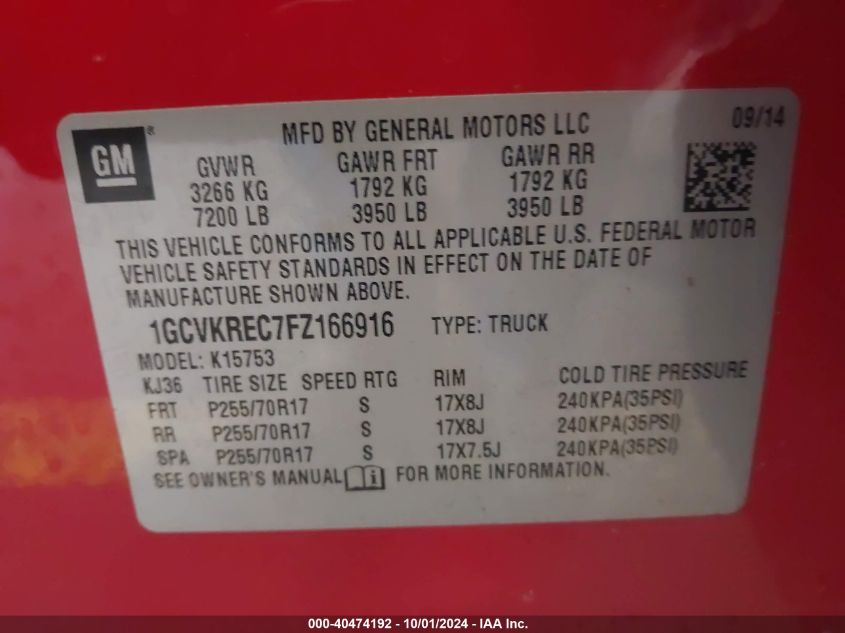 GM ® MFD BY GENERAL MOTORS LLC 09/14
GVWR GAWR FRT GAWR RR
3266 KG 1792 KG 1792 KG
7200 LB 3950 LB 3950 LB
THIS VEHICLE CONFORMS TO ALL APPLICABLE U.S. FEDERAL MOTOR
VEHICLE SAFETY STANDARDS IN EFFECT ON THE DATE OF
MANUFACTURE SHOWN ABOVE.
1GCVKREC7FZ166916 TYPE: TRUCK
MODEL: K15753
KJ36 TIRE SIZE SPEED RTG RIM COLD TIRE PRESSURE
FRT P255/70R17 S 17X8J 240KPA(35PSI)
RR P255/70R17 S 17X8J 240KPA(35PSI)
SPA P255/70R17 S 17X7.5J 240KPA(35PSI)
SEE OWNER'S MANUAL i FOR MORE INFORMATION.
000-40474192 - 10/01/2024 - IAA Inc.